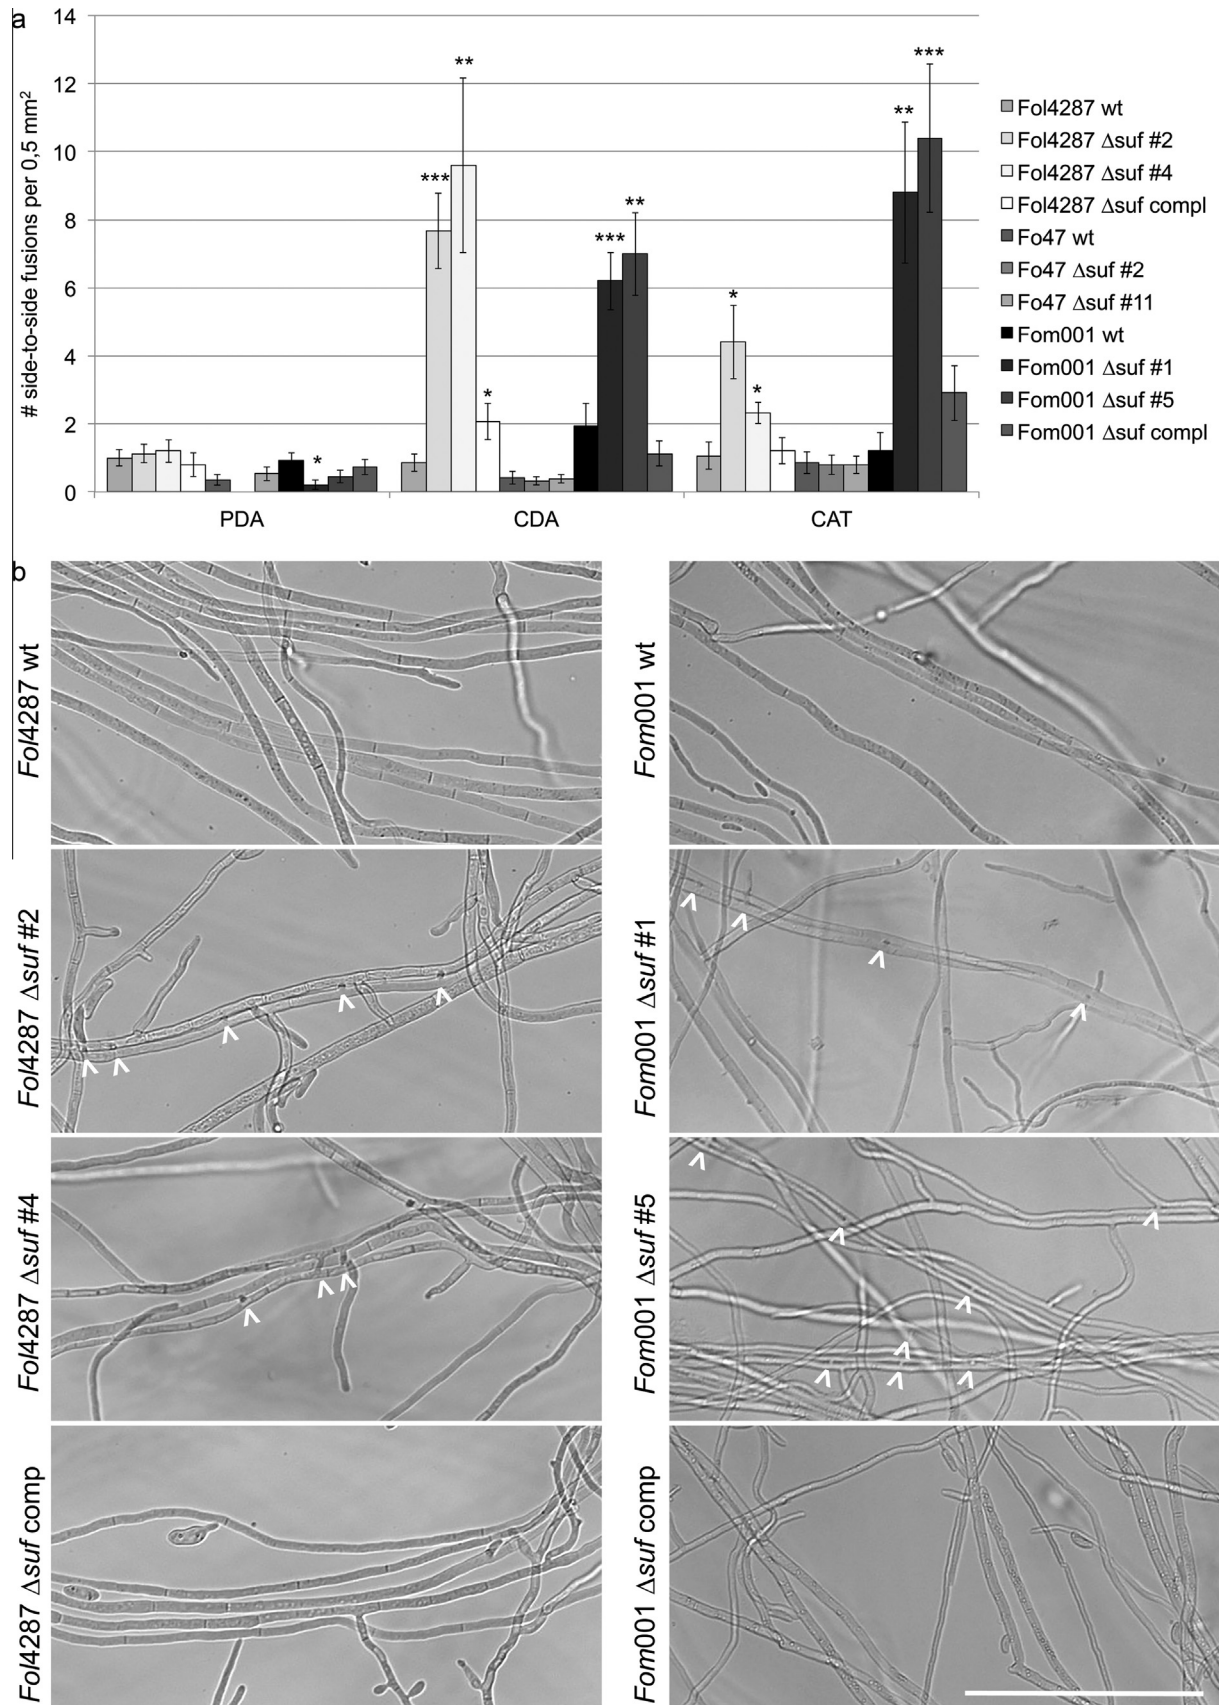 a
# side-to-side fusions per 0,5 mm²
14
12
10
8
6
4
2
0
*
***
**
*
***
**
*
*
**
***
PDA
CDA
CAT
Fol4287 wt
Fol4287 Δsuf #2
Fol4287 Δsuf #4
Fol4287 Δsuf compl
Fo47 wt
Fo47 Δsuf #2
Fo47 Δsuf #11
Fom001 wt
Fom001 Δsuf #1
Fom001 Δsuf #5
Fom001 Δsuf compl
b
Fol4287 wt
Fom001 wt
Fol4287 Δsuf #2
Fom001 Δsuf #1
Fol4287 Δsuf #4
Fom001 Δsuf #5
Fol4287 Δsuf comp
Fom001 Δsuf comp